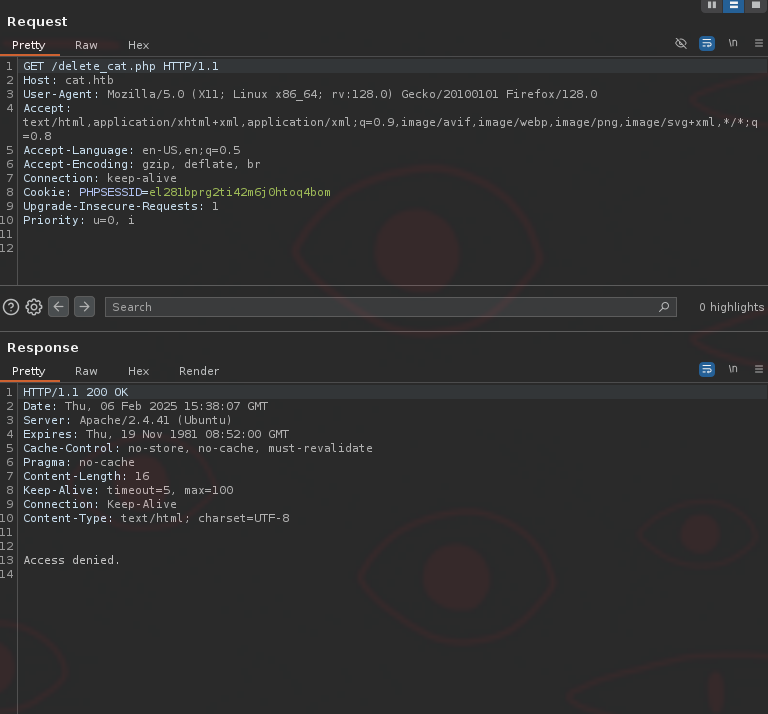 Request
Pretty Raw Hex
\n
1 GET /delete_cat.php HTTP/1.1
2 Host: cat.htb
3 User-Agent: Mozilla/5.0 (X11; Linux x86_64; rv:128.0) Gecko/20100101 Firefox/128.0
4 Accept:
text/html,application/xhtml+xml,application/xml;q=0.9,image/avif,image/webp,image/png,image/svg+xml,*/*;q
=0.8
5 Accept-Language: en-US,en;q=0.5
6 Accept-Encoding: gzip, deflate, br
7 Connection: keep-alive
8 Cookie: PHPSESSID=el281bprg2ti42m6j0htoq4bom
9 Upgrade-Insecure-Requests: 1
10 Priority: u=0, i
11
12
Search
0 highlights
Response
Pretty Raw Hex Render
\n
1 HTTP/1.1 200 OK
2 Date: Thu, 06 Feb 2025 15:38:07 GMT
3 Server: Apache/2.4.41 (Ubuntu)
4 Expires: Thu, 19 Nov 1981 08:52:00 GMT
5 Cache-Control: no-store, no-cache, must-revalidate
6 Pragma: no-cache
7 Content-Length: 16
8 Keep-Alive: timeout=5, max=100
9 Connection: Keep-Alive
10 Content-Type: text/html; charset=UTF-8
11
12
13 Access denied.
14